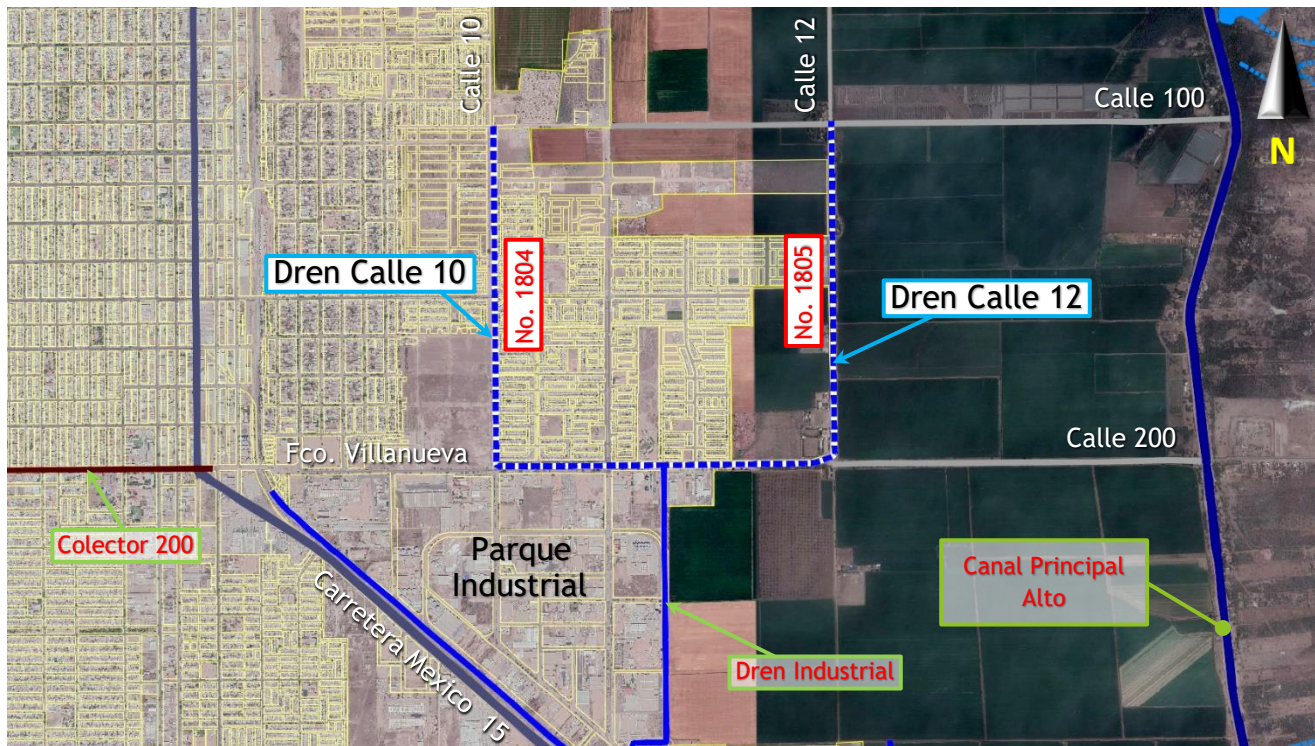 Calle 10
Calle 12
Calle 100
N
Dren Calle 10
No. 1804
No. 1805
Dren Calle 12
Fco. Villanueva
Calle 200
Colector 200
Parque
Industrial
Canal Principal
Alto
Carretera Mexico 15
Dren Industrial